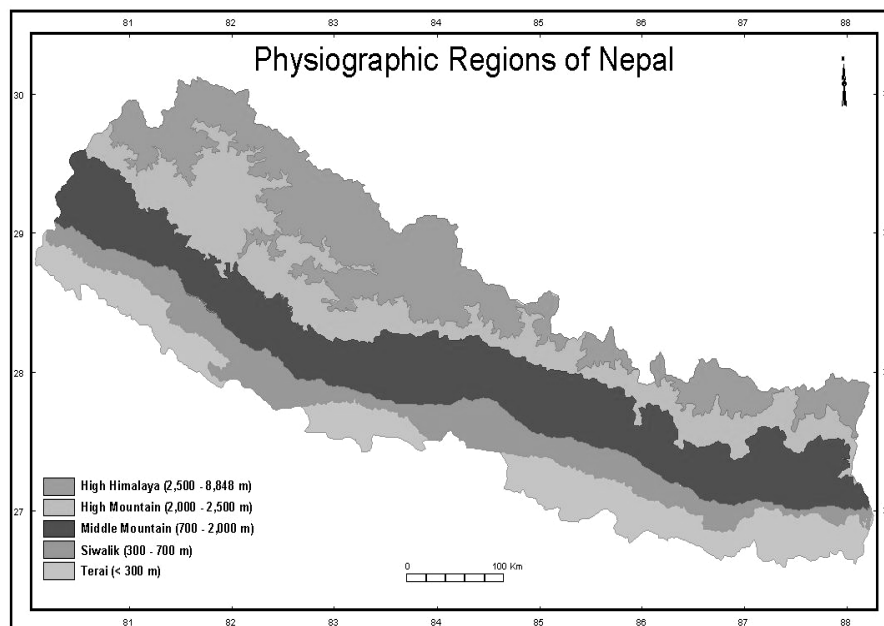 81 82 83 84 85 86 87 88
Physiographic Regions of Nepal
30
29
28
27
High Himalaya (2,500 - 8,848 m)
High Mountain (2,000 - 2,500 m)
Middle Mountain (700 - 2,000 m)
Siwalik (300 - 700 m)
Terai (< 300 m)
0 100 Km
81 82 83 84 85 86 87 88